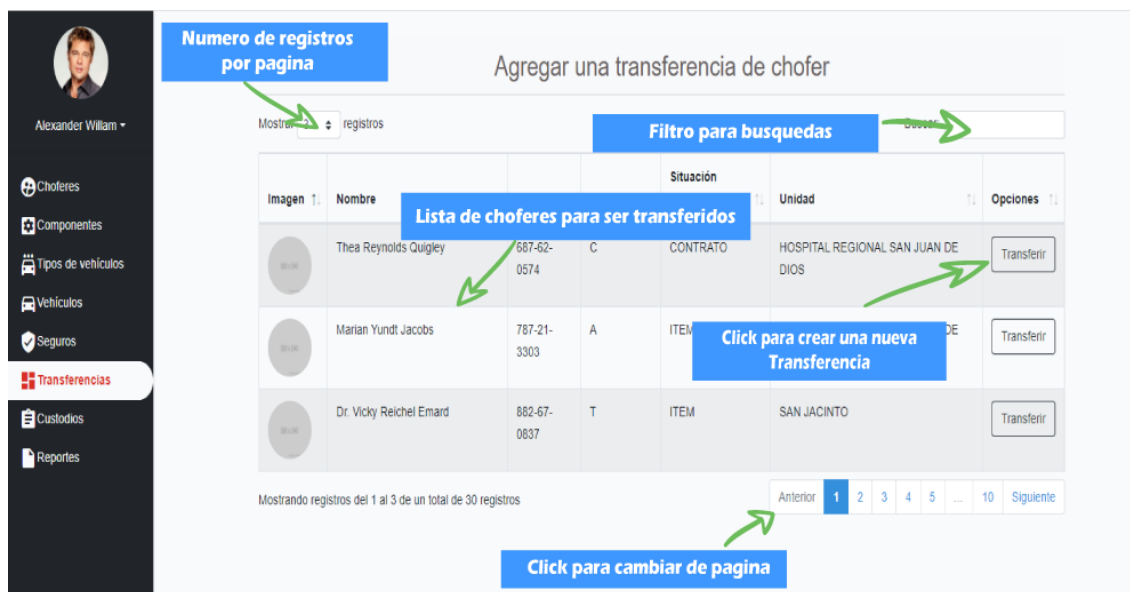 Numero de registros
por pagina
Agregar una transferencia de chofer
Alexander Willam
Mostrar 3 registros
Filtro para busquedas
Choferes
Componentes
Tipos de vehículos
Vehículos
Seguros
Transferencias
Custodios
Reportes
Imagen Nombre Situación Unidad Opciones
Lista de choferes para ser transferidos
Thea Reynolds Quigley 687-62- C CONTRATO HOSPITAL REGIONAL SAN JUAN DE Transferir
0574 DIOS
Marian Yundt Jacobs 787-21- A ITEM DE Transferir
3303
Click para crear una nueva
Transferencia
Dr. Vicky Reichel Emard 882-67- T ITEM SAN JACINTO Transferir
0837
Mostrando registros del 1 al 3 de un total de 30 registros
Anterior 1 2 3 4 5 ... 10 Siguiente
Click para cambiar de pagina